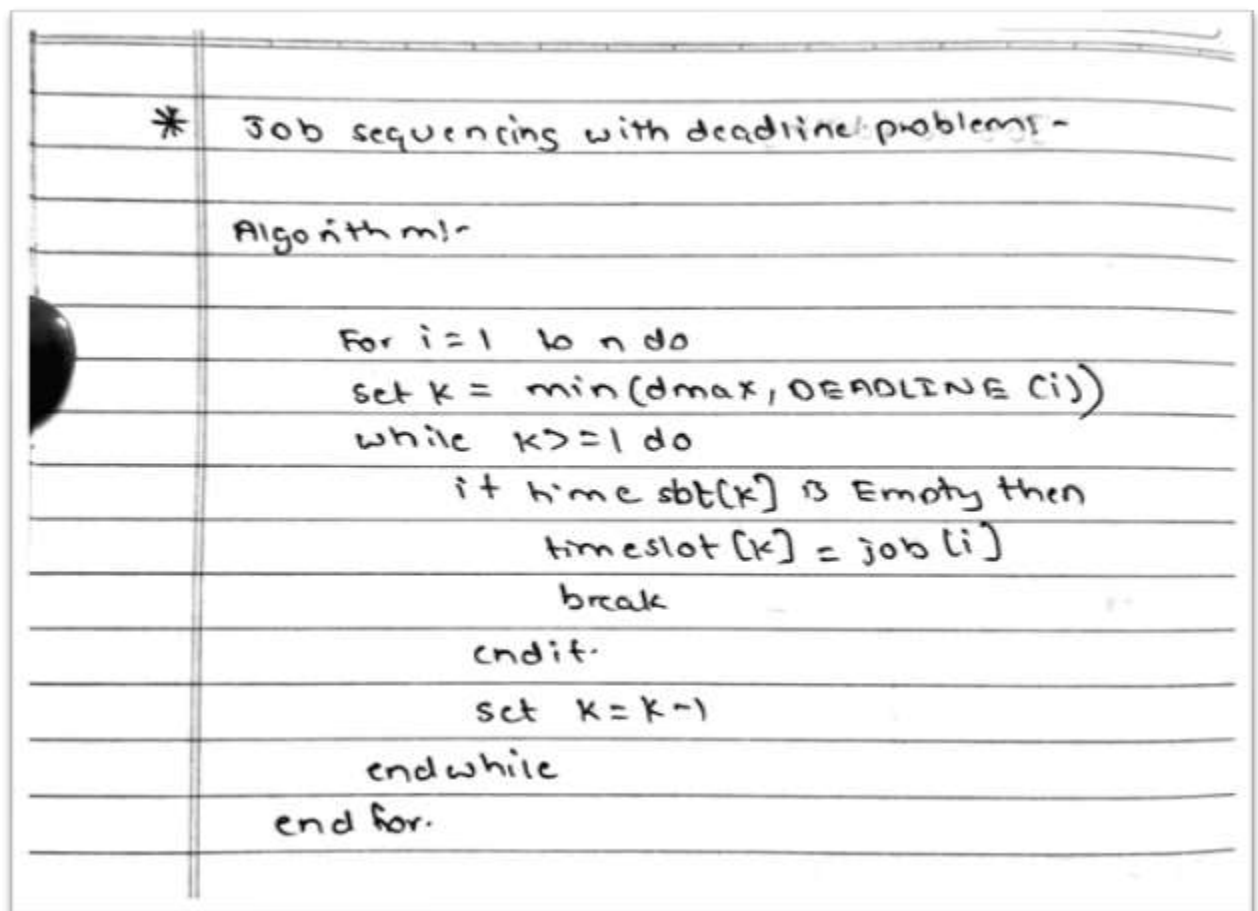 * Job sequencing with deadline problems -
Algorithm :-
For i = 1 to n do
set k = min(dmax, DEADLINE (i))
while k>=1 do
if time slot[k] is Empty then
timeslot [k] = job [i]
break
endif.
set k = k-1
endwhile
end for.